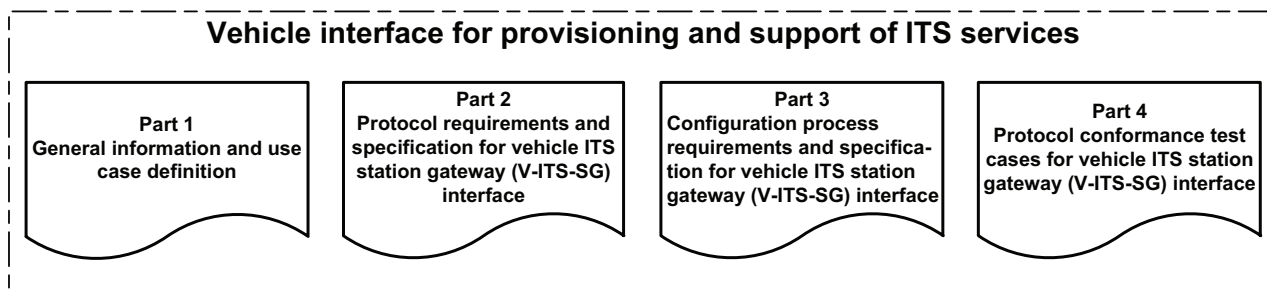 Vehicle interface for provisioning and support of ITS services
Part 1
General information and use
case definition
Part 2
Protocol requirements and
specification for vehicle ITS
station gateway (V-ITS-SG)
interface
Part 3
Configuration process
requirements and specifica-
tion for vehicle ITS station
gateway (V-ITS-SG) interface
Part 4
Protocol conformance test
cases for vehicle ITS station
gateway (V-ITS-SG) interface